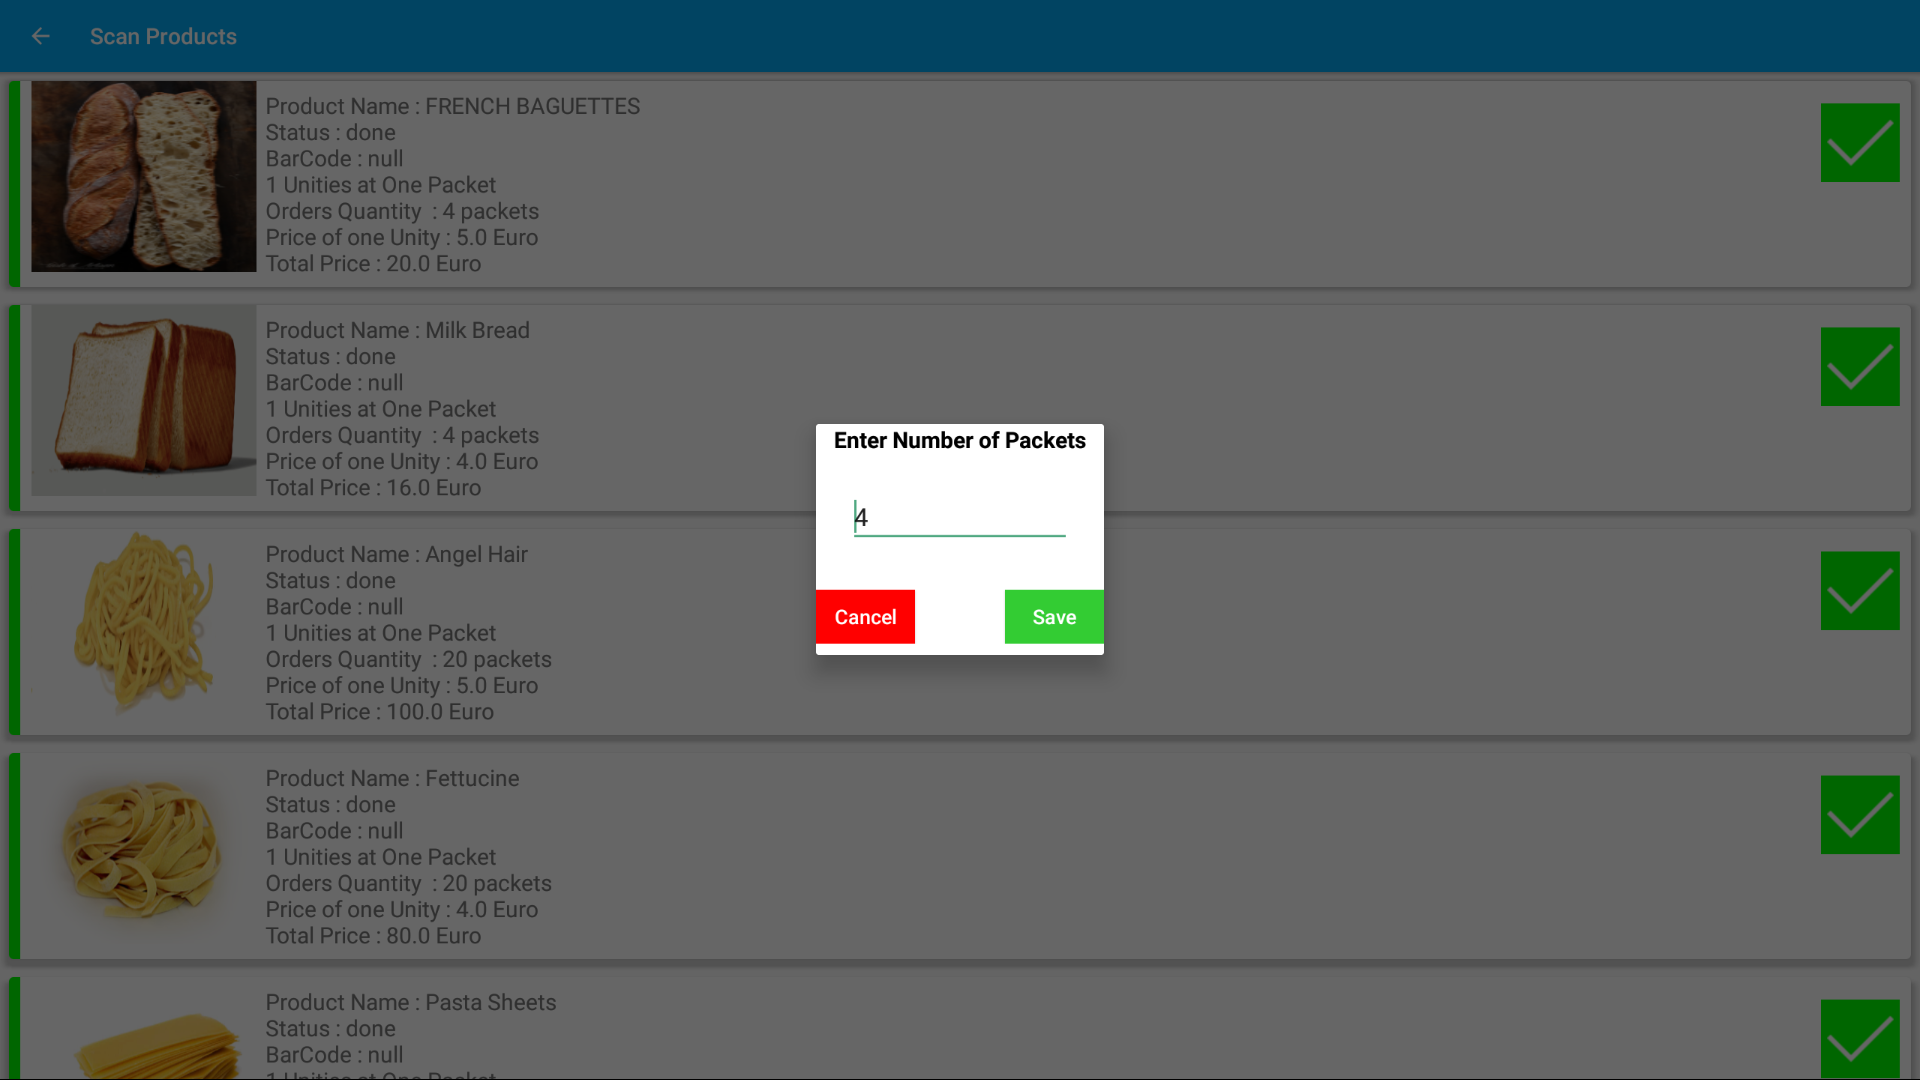 Scan Products
Product Name : FRENCH BAGUETTES
Status : done
BarCode : null
1 Unities at One Packet
Orders Quantity  : 4 packets
Price of one Unity : 5.0 Euro
Total Price : 20.0 Euro
Product Name : Milk Bread
Status : done
BarCode : null
1 Unities at One Packet
Orders Quantity  : 4 packets
Price of one Unity : 4.0 Euro
Total Price : 16.0 Euro
Enter Number of Packets
4
Cancel
Save
Product Name : Angel Hair
Status : done
BarCode : null
1 Unities at One Packet
Orders Quantity  : 20 packets
Price of one Unity : 5.0 Euro
Total Price : 100.0 Euro
Product Name : Fettucine
Status : done
BarCode : null
1 Unities at One Packet
Orders Quantity  : 20 packets
Price of one Unity : 4.0 Euro
Total Price : 80.0 Euro
Product Name : Pasta Sheets
Status : done
BarCode : null
1 Unities at One Packet